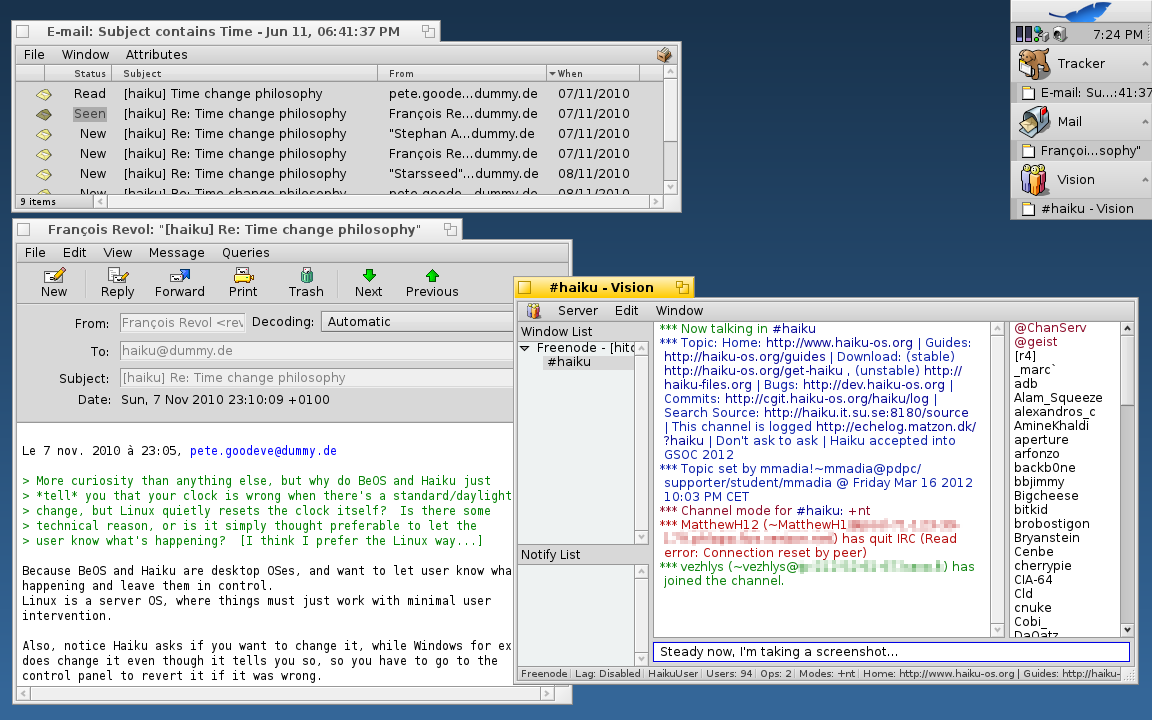 E-mail: Subject contains Time - Jun 11, 06:41:37 PM
File Window Attributes
Status Subject From When
Read [haiku] Time change philosophy pete.goode...dummy.de 07/11/2010
Seen [haiku] Re: Time change philosophy François Re...dummy.de 07/11/2010
New [haiku] Re: Time change philosophy "Stephan A...dummy.de 07/11/2010
New [haiku] Re: Time change philosophy François Re...dummy.de 07/11/2010
New [haiku] Re: Time change philosophy "Starsseed"...dummy.de 08/11/2010
New [haiku] Re: Time change philosophy pete.goode...dummy.de 08/11/2010
9 items
7:24 PM
Tracker
E-mail: Su...:41:37
Mail
Françoi...sophy"
Vision
#haiku - Vision
François Revol: "[haiku] Re: Time change philosophy"
File Edit View Message Queries
New Reply Forward Print Trash Next Previous
From: François Revol <rev Decoding: Automatic
To: haiku@dummy.de
Subject: [haiku] Re: Time change philosophy
Date: Sun, 7 Nov 2010 23:10:09 +0100
Le 7 nov. 2010 à 23:05, pete.goodeve@dummy.de
> More curiosity than anything else, but why do BeOS and Haiku just
> *tell* you that your clock is wrong when there's a standard/daylight
> change, but Linux quietly resets the clock itself? Is there some
> technical reason, or is it simply thought preferable to let the
> user know what's happening? [I think I prefer the Linux way...]
Because BeOS and Haiku are desktop OSes, and want to let user know wha
happening and leave them in control.
Linux is a server OS, where things must just work with minimal user
intervention.
Also, notice Haiku asks if you want to change it, while Windows for ex
does change it even though it tells you so, so you have to go to the
control panel to revert it if it was wrong.
#haiku - Vision
Server Edit Window
Window List
Freenode - [hitc
#haiku
Notify List
*** Now talking in #haiku
*** Topic: Home: http://www.haiku-os.org | Guides:
http://haiku-os.org/guides | Download: (stable)
http://haiku-os.org/get-haiku , (unstable) http://
haiku-files.org | Bugs: http://dev.haiku-os.org |
Commits: http://cgit.haiku-os.org/haiku/log |
Search Source: http://haiku.it.su.se:8180/source
| This channel is logged http://echelog.matzon.dk/
?haiku | Don't ask to ask | Haiku accepted into
GSOC 2012
*** Topic set by mmadia!~mmadia@pdpc/
supporter/student/mmadia @ Friday Mar 16 2012
10:03 PM CET
*** Channel mode for #haiku: +nt
*** MatthewH12 (~MatthewH1
) has quit IRC (Read
error: Connection reset by peer)
*** vezhlys (~vezhlys@ ) has
joined the channel.
@ChanServ
@geist
[r4]
_marc`
adb
Alam_Squeeze
alexandros_c
AmineKhaldi
aperture
arfonzo
backb0ne
bbjimmy
Bigcheese
bitkid
brobostigon
Bryanstein
Cenbe
cherrypie
CIA-64
Cld
cnuke
Cobi_
DaQatz
Steady now, I'm taking a screenshot...
Freenode | Lag: Disabled | HaikuUser | Users: 94 | Ops: 2 | Modes: +nt | Home: http://www.haiku-os.org | Guides: http://haiku-